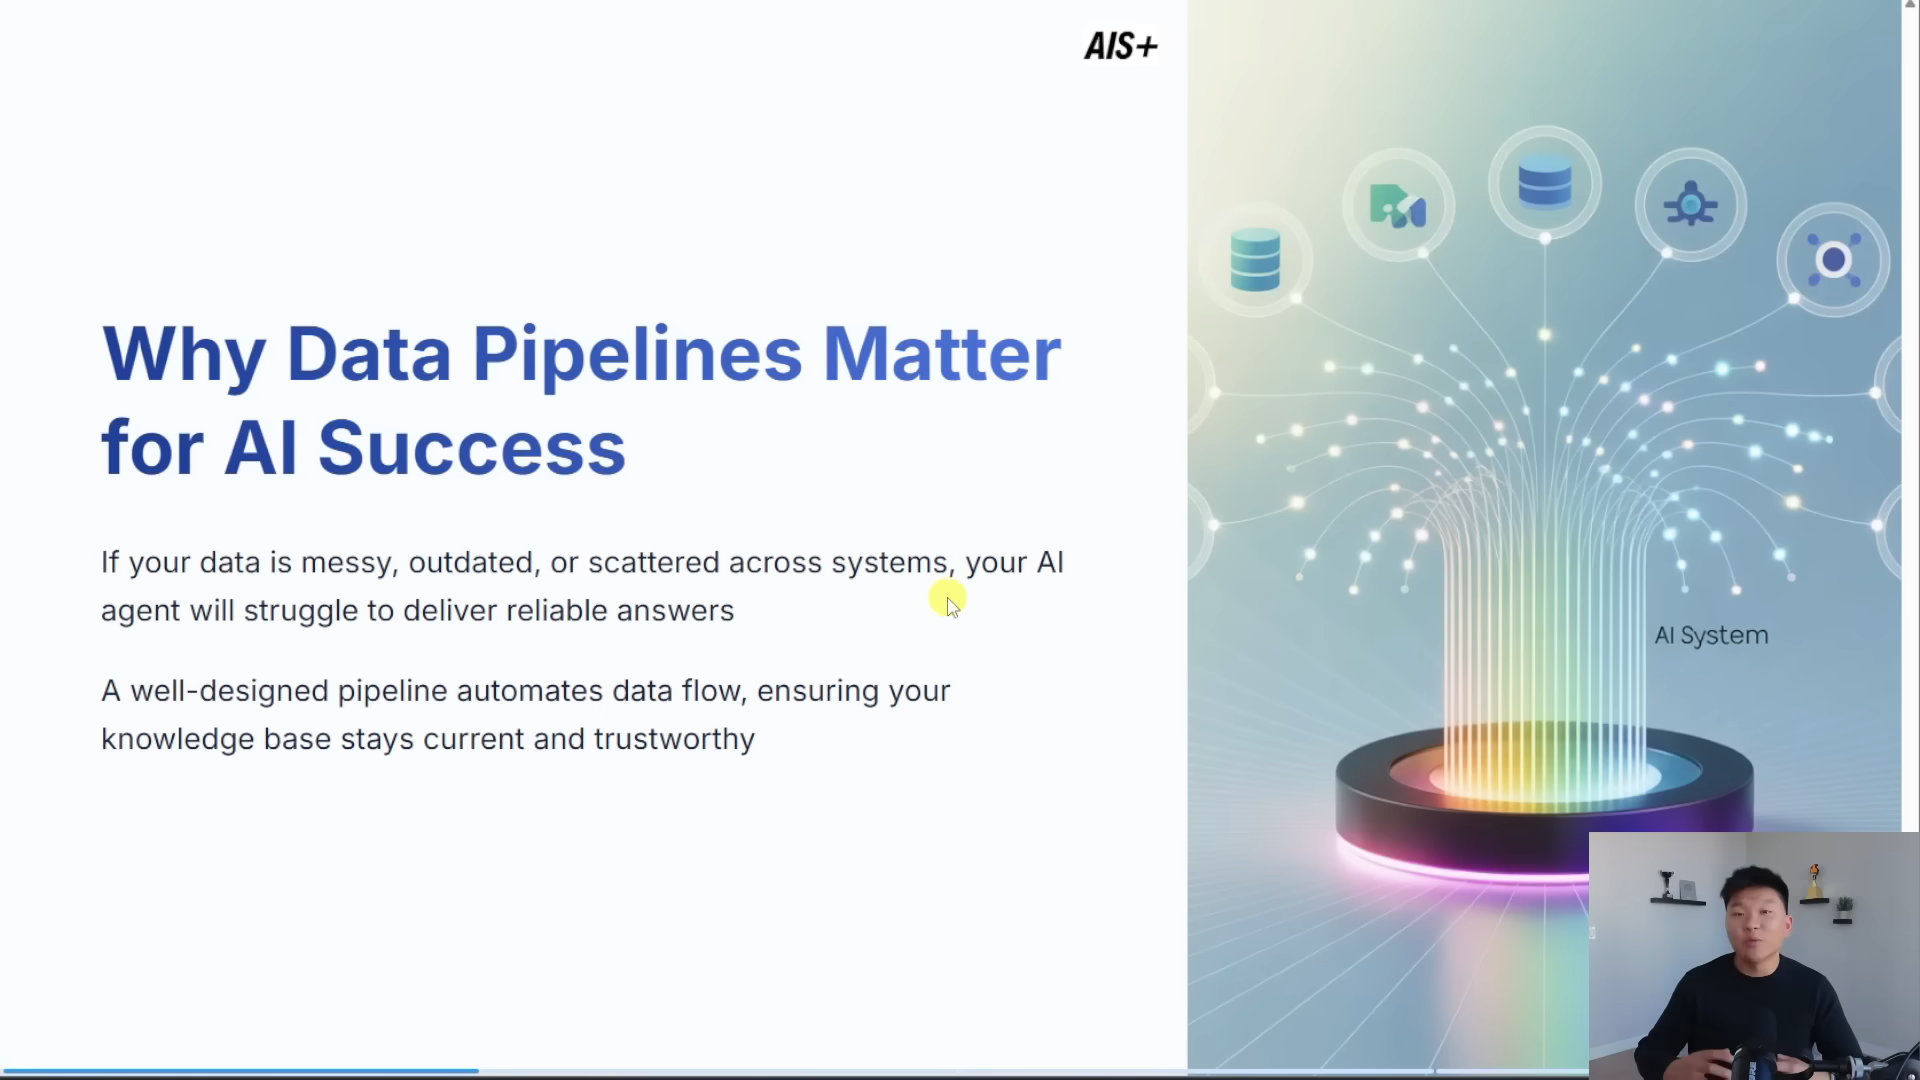 AIS+
Why Data Pipelines Matter
for AI Success
If your data is messy, outdated, or scattered across systems, your AI
agent will struggle to deliver reliable answers
A well-designed pipeline automates data flow, ensuring your
knowledge base stays current and trustworthy
AI System